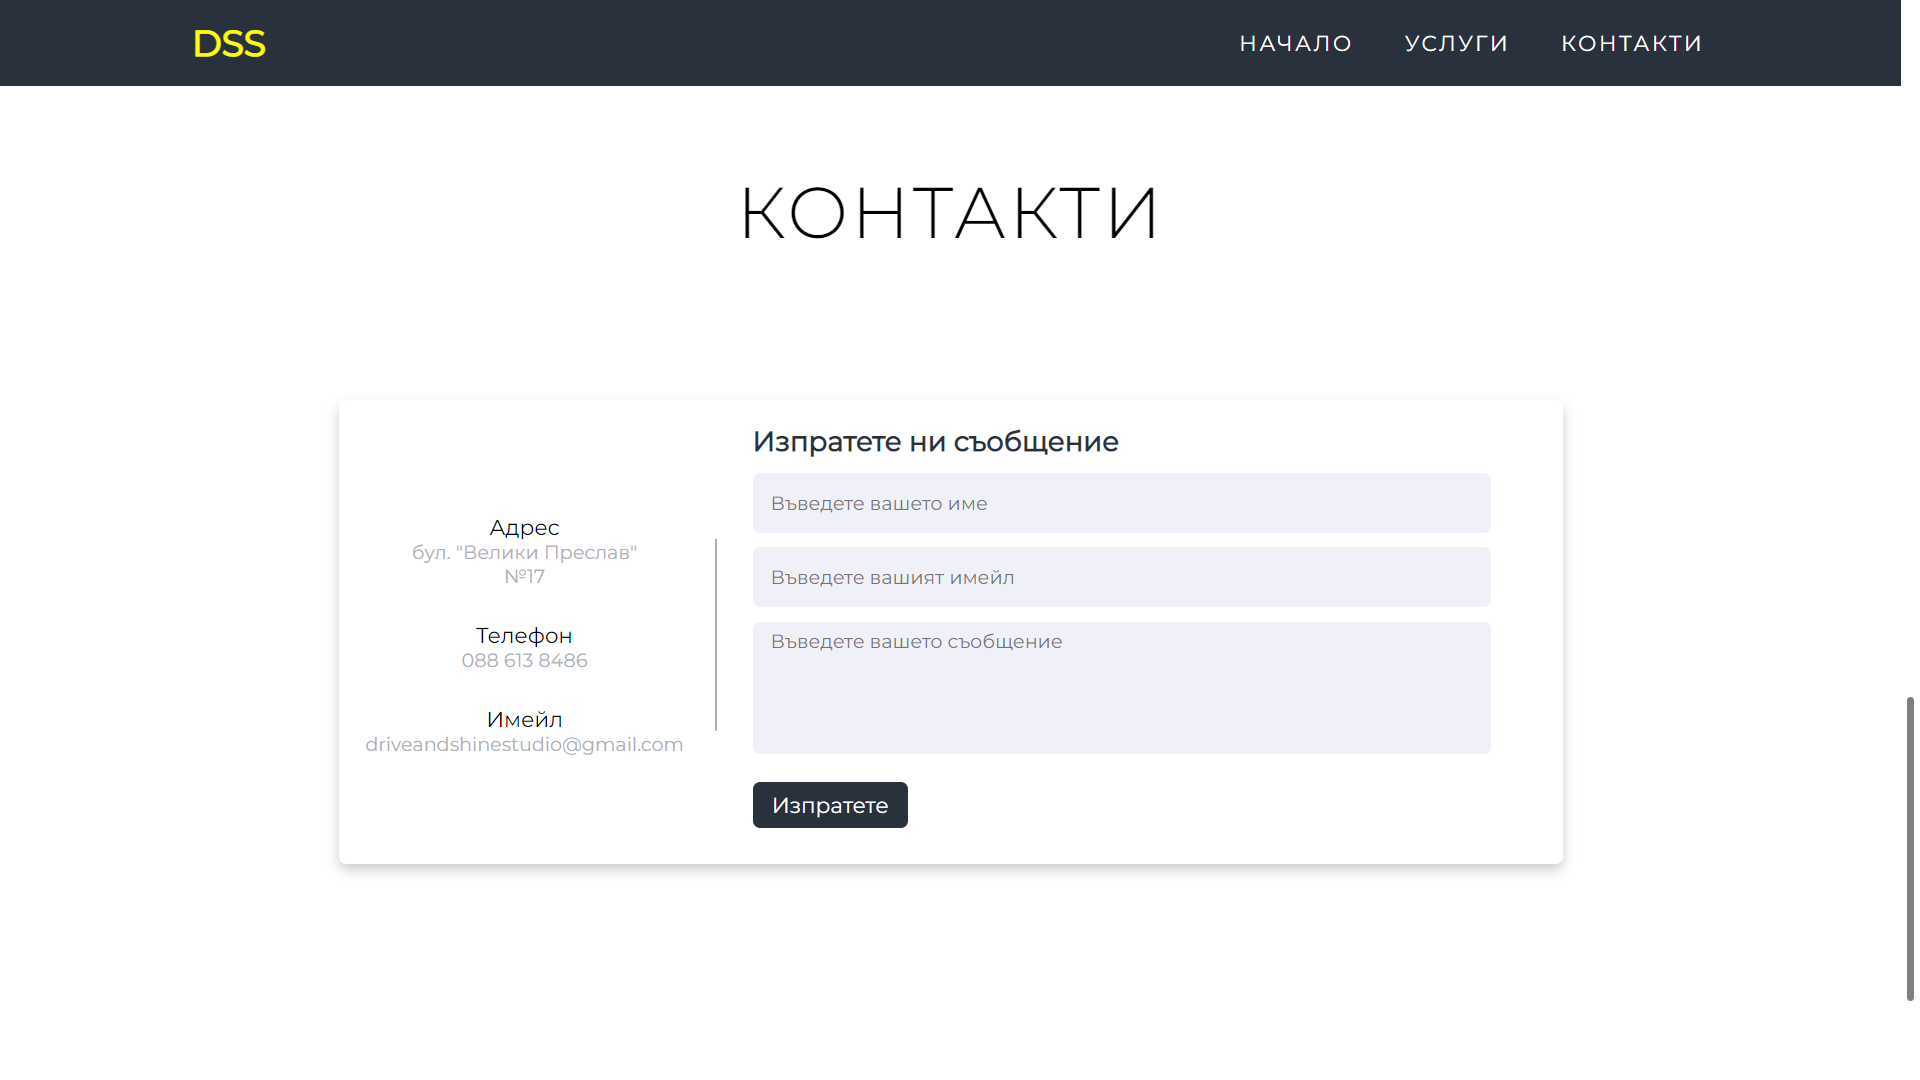 DSS
НАЧАЛО
УСЛУГИ
КОНТАКТИ
КОНТАКТИ
Адрес
бул. "Велики Преслав"
№17
Телефон
088 613 8486
Имейл
driveandshinestudio@gmail.com
Изпратете ни съобщение
Въведете вашето име
Въведете вашият имейл
Въведете вашето съобщение
Изпратете